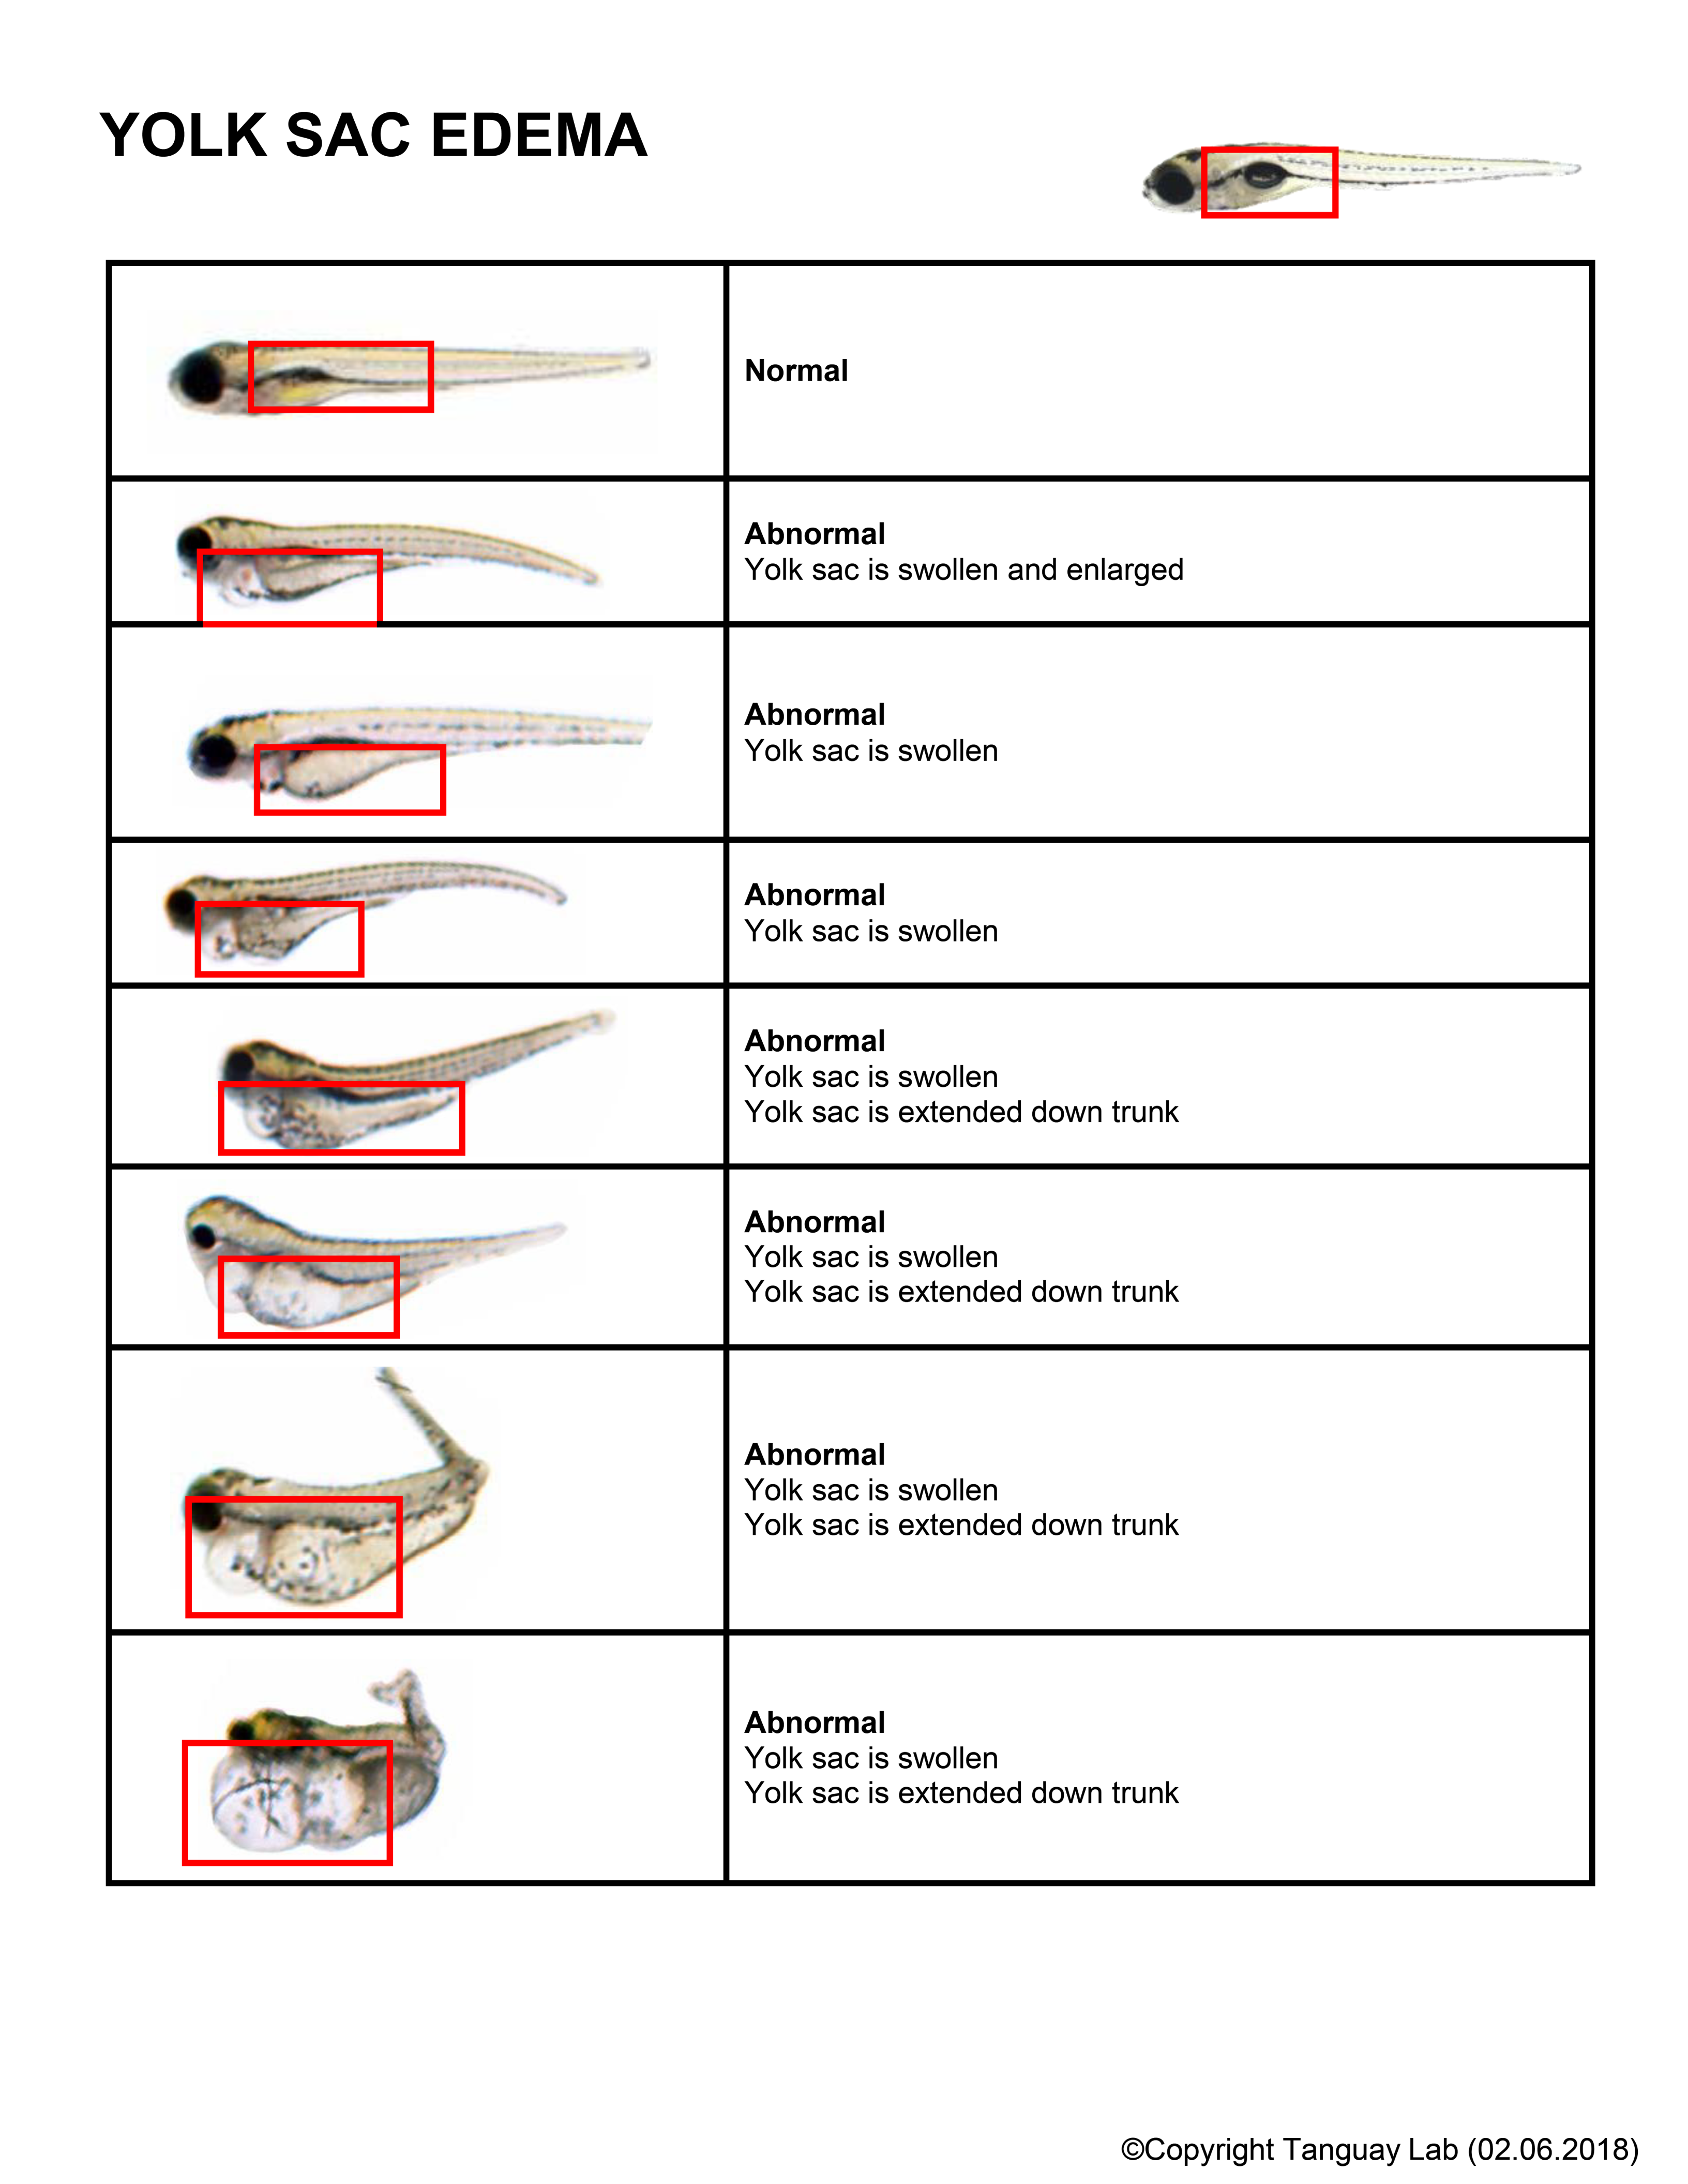 YOLK SAC EDEMA
Normal
Abnormal
Yolk sac is swollen and enlarged
Abnormal
Yolk sac is swollen
Abnormal
Yolk sac is swollen
Abnormal
Yolk sac is swollen
Yolk sac is extended down trunk
Abnormal
Yolk sac is swollen
Yolk sac is extended down trunk
Abnormal
Yolk sac is swollen
Yolk sac is extended down trunk
Abnormal
Yolk sac is swollen
Yolk sac is extended down trunk
©Copyright Tanguay Lab (02.06.2018)